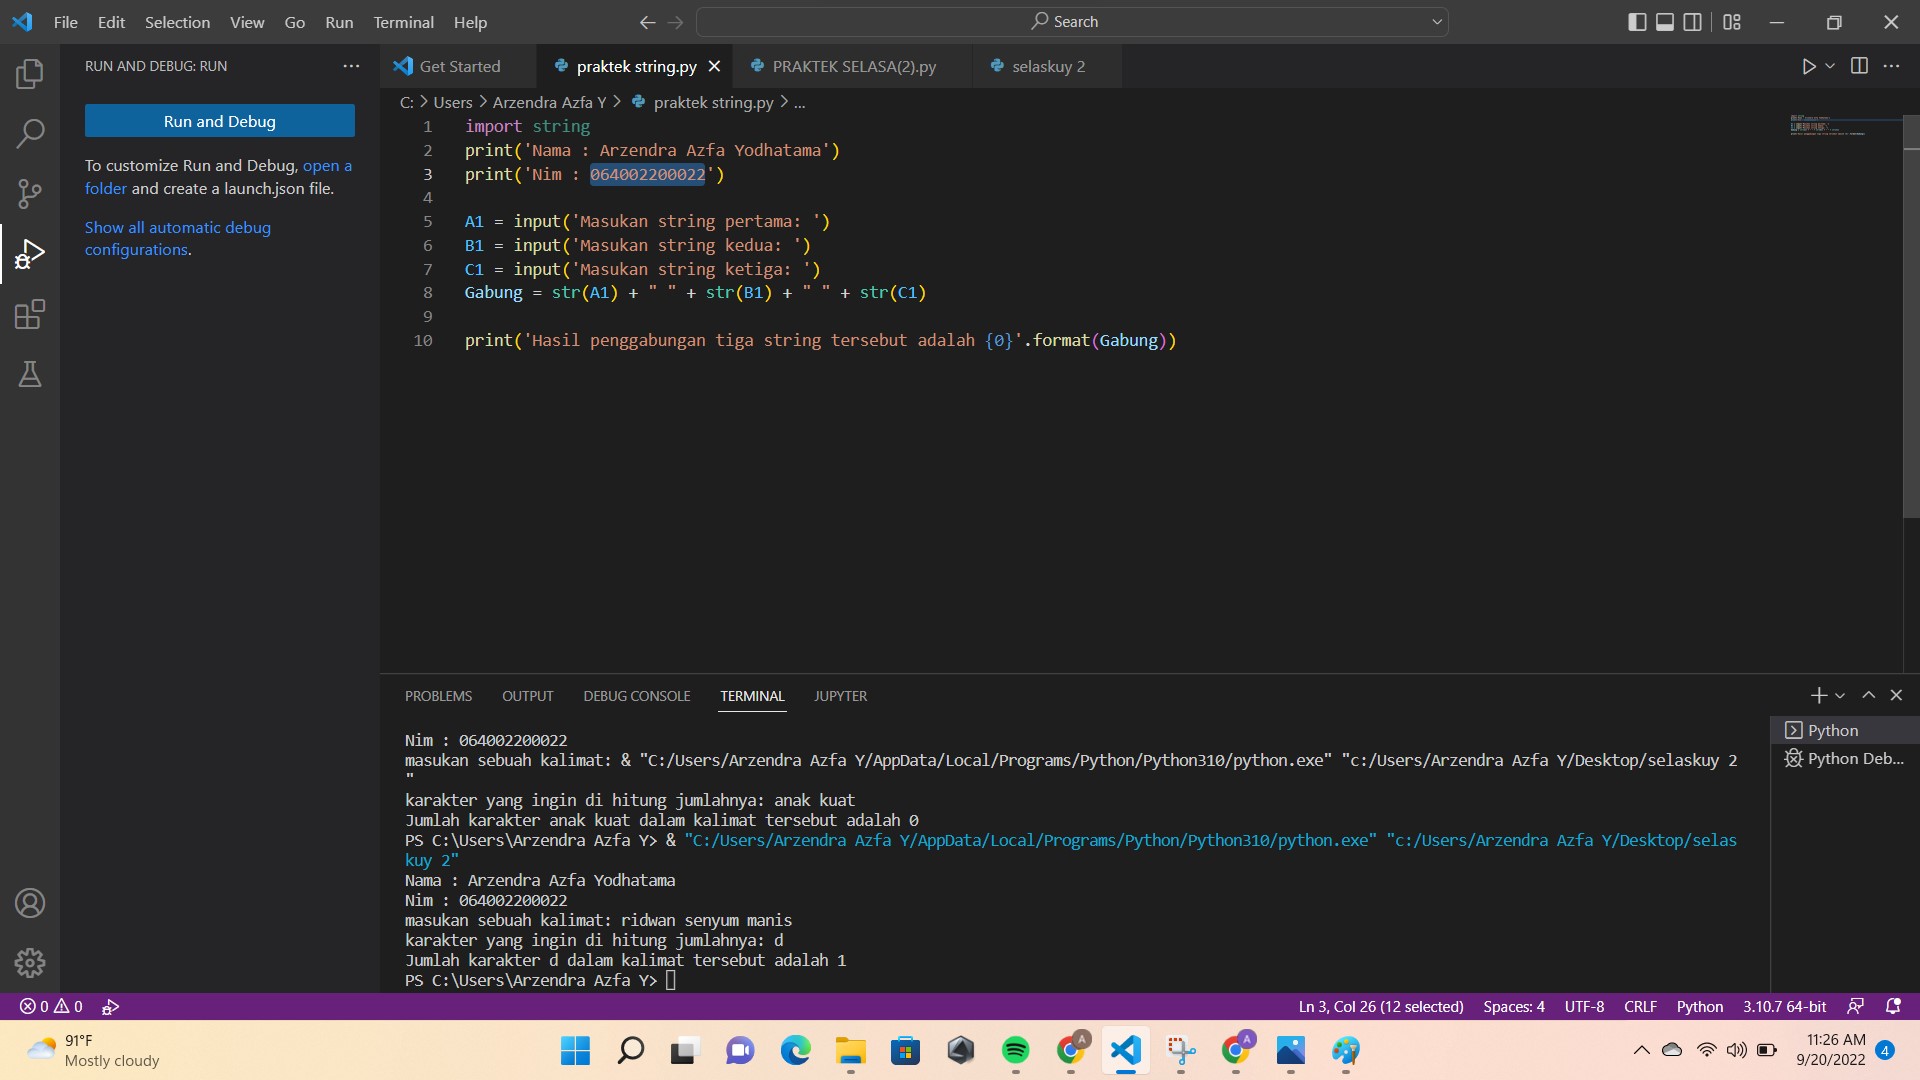 File Edit Selection View Go Run Terminal Help
Search
RUN AND DEBUG: RUN
Run and Debug
To customize Run and Debug, open a
folder and create a launch.json file.
Show all automatic debug
configurations.
Get Started praktek string.py PRAKTEK SELASA(2).py selaskuy 2
C: > Users > Arzendra Azfa Y > praktek string.py > ...
1 import string
2 print('Nama : Arzendra Azfa Yodhatama')
3 print('Nim : 064002200022')
4
5 A1 = input('Masukan string pertama: ')
6 B1 = input('Masukan string kedua: ')
7 C1 = input('Masukan string ketiga: ')
8 Gabung = str(A1) + " " + str(B1) + " " + str(C1)
9
10 print('Hasil penggabungan tiga string tersebut adalah {0}'.format(Gabung))
PROBLEMS OUTPUT DEBUG CONSOLE TERMINAL JUPYTER
Nim : 064002200022
masukan sebuah kalimat: & "C:/Users/Arzendra Azfa Y/AppData/Local/Programs/Python/Python310/python.exe" "c:/Users/Arzendra Azfa Y/Desktop/selaskuy 2
"
karakter yang ingin di hitung jumlahnya: anak kuat
Jumlah karakter anak kuat dalam kalimat tersebut adalah 0
PS C:\Users\Arzendra Azfa Y> & "C:/Users/Arzendra Azfa Y/AppData/Local/Programs/Python/Python310/python.exe" "c:/Users/Arzendra Azfa Y/Desktop/selas
kuy 2"
Nama : Arzendra Azfa Yodhatama
Nim : 064002200022
masukan sebuah kalimat: ridwan senyum manis
karakter yang ingin di hitung jumlahnya: d
Jumlah karakter d dalam kalimat tersebut adalah 1
PS C:\Users\Arzendra Azfa Y>
Python
Python Deb...
0 0
Ln 3, Col 26 (12 selected) Spaces: 4 UTF-8 CRLF Python 3.10.7 64-bit
91°F
Mostly cloudy
A
A
11:26 AM
9/20/2022
4